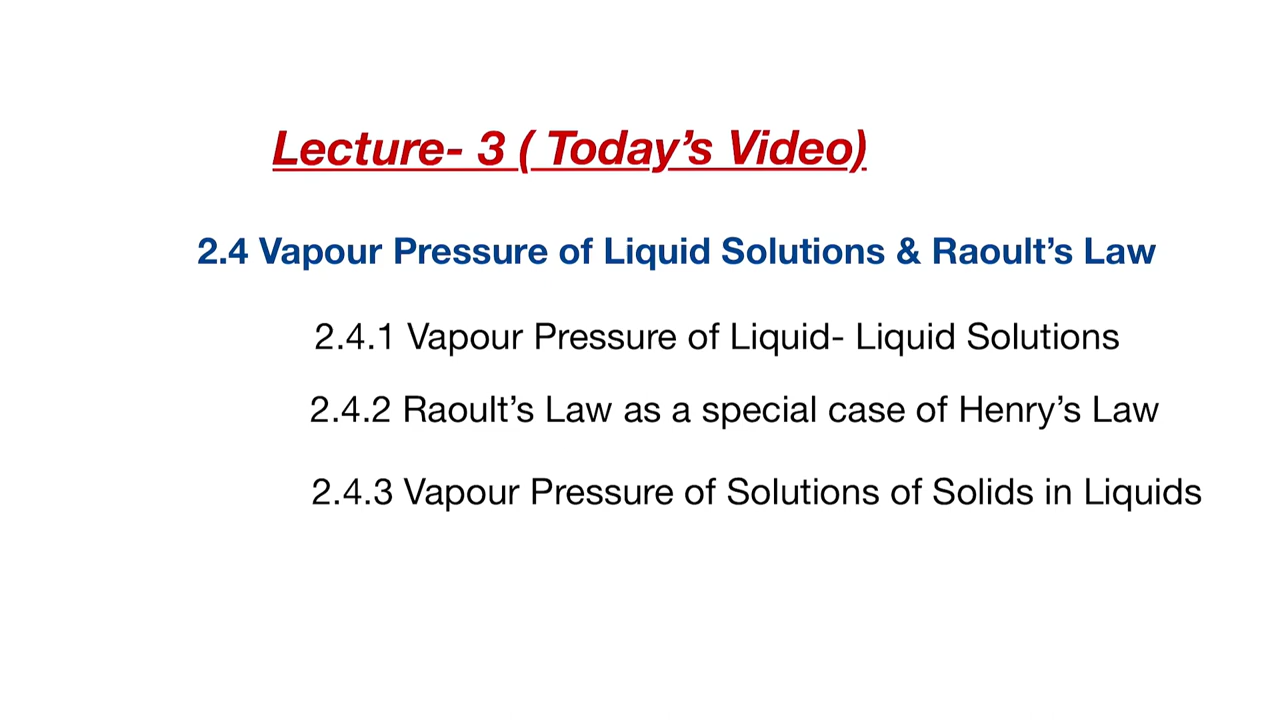 Lecture- 3 ( Today’s Video)
2.4 Vapour Pressure of Liquid Solutions & Raoult’s Law
2.4.1 Vapour Pressure of Liquid- Liquid Solutions
2.4.2 Raoult’s Law as a special case of Henry’s Law
2.4.3 Vapour Pressure of Solutions of Solids in Liquids